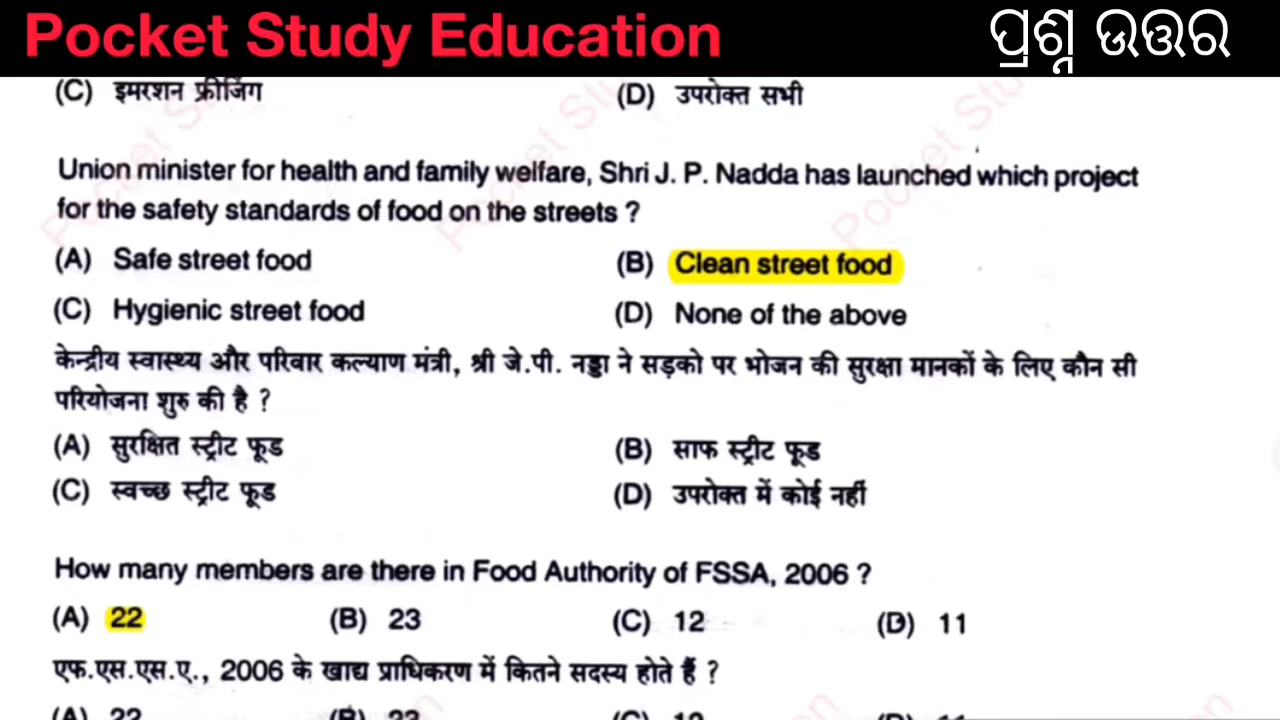 Pocket Study Education
ପ୍ରଶ୍ନ ଉତ୍ତର
(C) इमरशन फ्रीजिंग (D) उपरोक्त सभी
Union minister for health and family welfare, Shri J. P. Nadda has launched which project
for the safety standards of food on the streets ?
(A) Safe street food (B) Clean street food
(C) Hygienic street food (D) None of the above
केन्द्रीय स्वास्थ्य और परिवार कल्याण मंत्री, श्री जे.पी. नड्डा ने सड़को पर भोजन की सुरक्षा मानकों के लिए कौन सी
परियोजना शुरु की है ?
(A) सुरक्षित स्ट्रीट फूड (B) साफ स्ट्रीट फूड
(C) स्वच्छ स्ट्रीट फूड (D) उपरोक्त में कोई नहीं
How many members are there in Food Authority of FSSA, 2006 ?
(A) 22 (B) 23 (C) 12 (D) 11
एफ.एस.एस.ए., 2006 के खाद्य प्राधिकरण में कितने सदस्य होते हैं ?
(A) 22 (B) 23 (C) 12 (D) 11